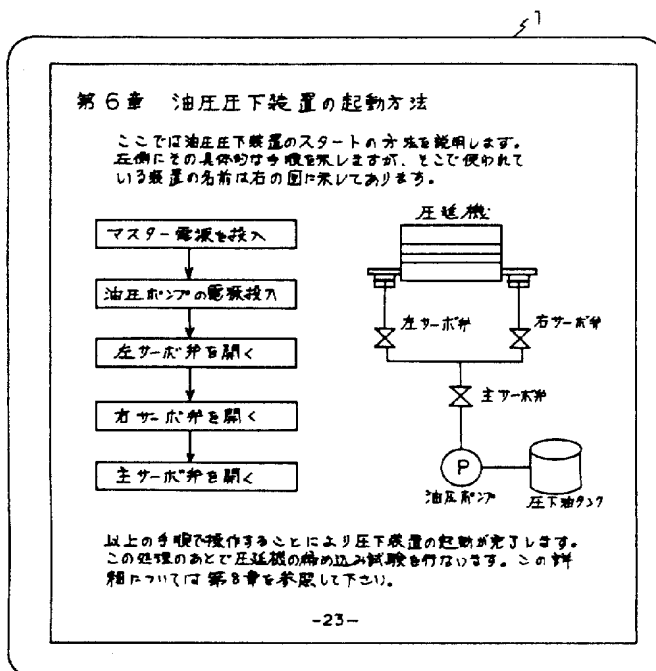 1
第6章 油圧圧下装置の起動方法
ここでは油圧圧下装置のスタートの方法を説明します。
左側にその具体的な手順を示しますが、そこで使われて
いる装置の名前は右の図に示してあります。
マスター電源を投入
油圧ポンプの電源投入
左サーボ弁を開く
右サーボ弁を開く
主サーボ弁を開く
圧延機
左サーボ弁
右サーボ弁
主サーボ弁
P
油圧ポンプ
圧下油タンク
以上の手順で操作することにより圧下装置の起動が完了します。
この処理のあとで圧延機の締め込み試験を行ないます。この詳
細については第8章を参照して下さい。
-23-